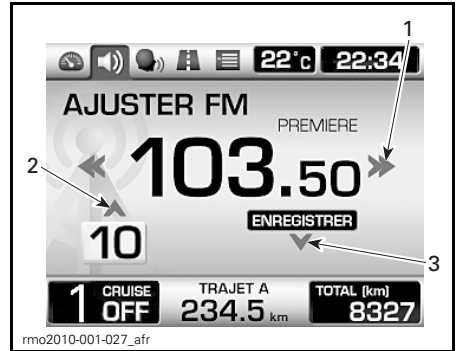 1
22°c 22:34
AJUSTER FM
PREMIERE
103.50
2
ENREGISTRER
10
3
1 CRUISE OFF
TRAJET A
234.5 km
TOTAL (km)
8327
rmo2010-001-027_afr